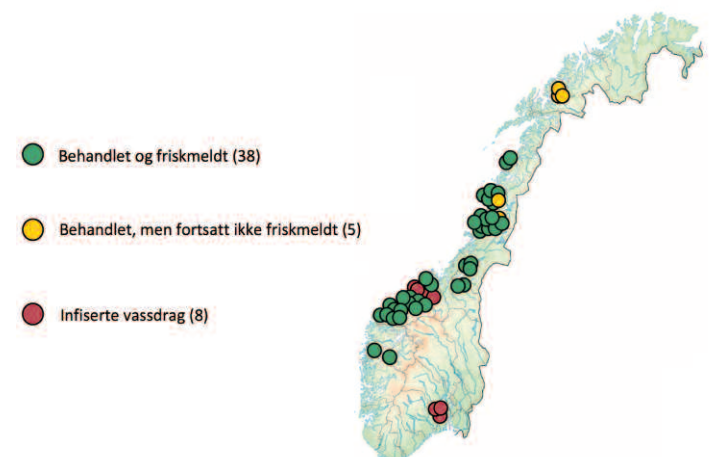 Behandlet og friskmeldt (38)
Behandlet, men fortsatt ikke friskmeldt (5)
Infiserte vassdrag (8)